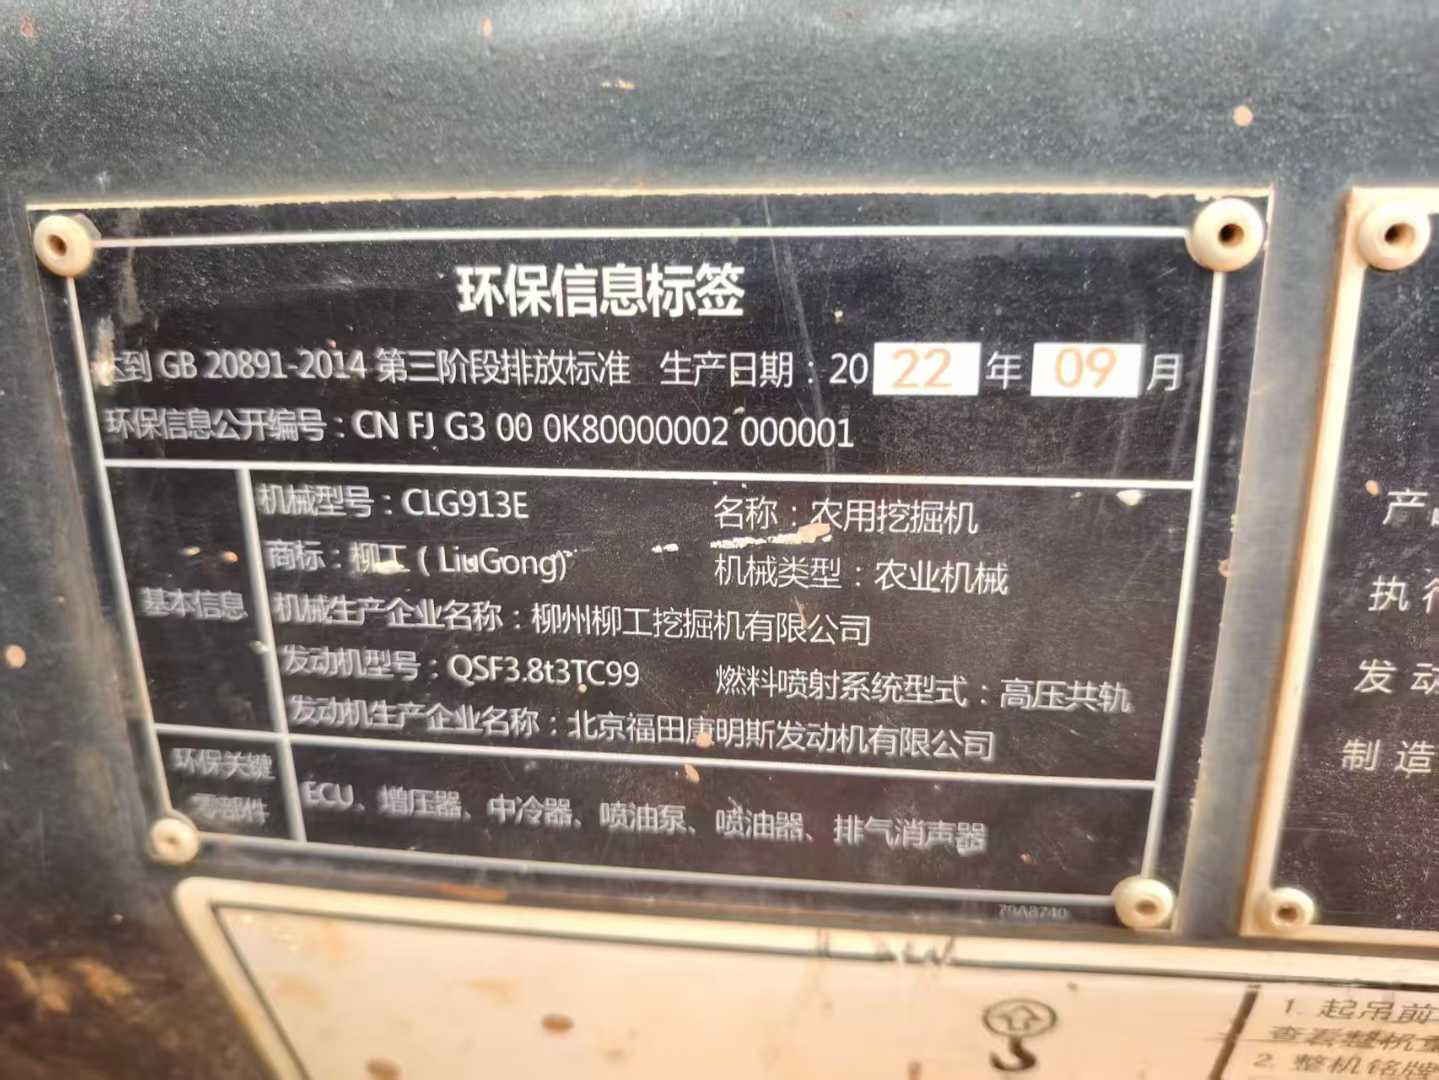 环保信息标签
达到 GB 20891-2014 第三阶段排放标准 生产日期：2022年09月
环保信息公开编号：CN FJ G3 00 0K80000002 000001
基本信息
机械型号：CLG913E 名称：农用挖掘机
商标：柳工（LiuGong） 机械类型：农业机械
机械生产企业名称：柳州柳工挖掘机有限公司
发动机型号：QSF3.8t3TC99 燃料喷射系统型式：高压共轨
发动机生产企业名称：北京福田康明斯发动机有限公司
环保关键
零部件
ECU、增压器、中冷器、喷油泵、喷油器、排气消声器
79A8740
产
执行
发动
制造
1. 起吊前
查看整机重
2. 整机铭牌